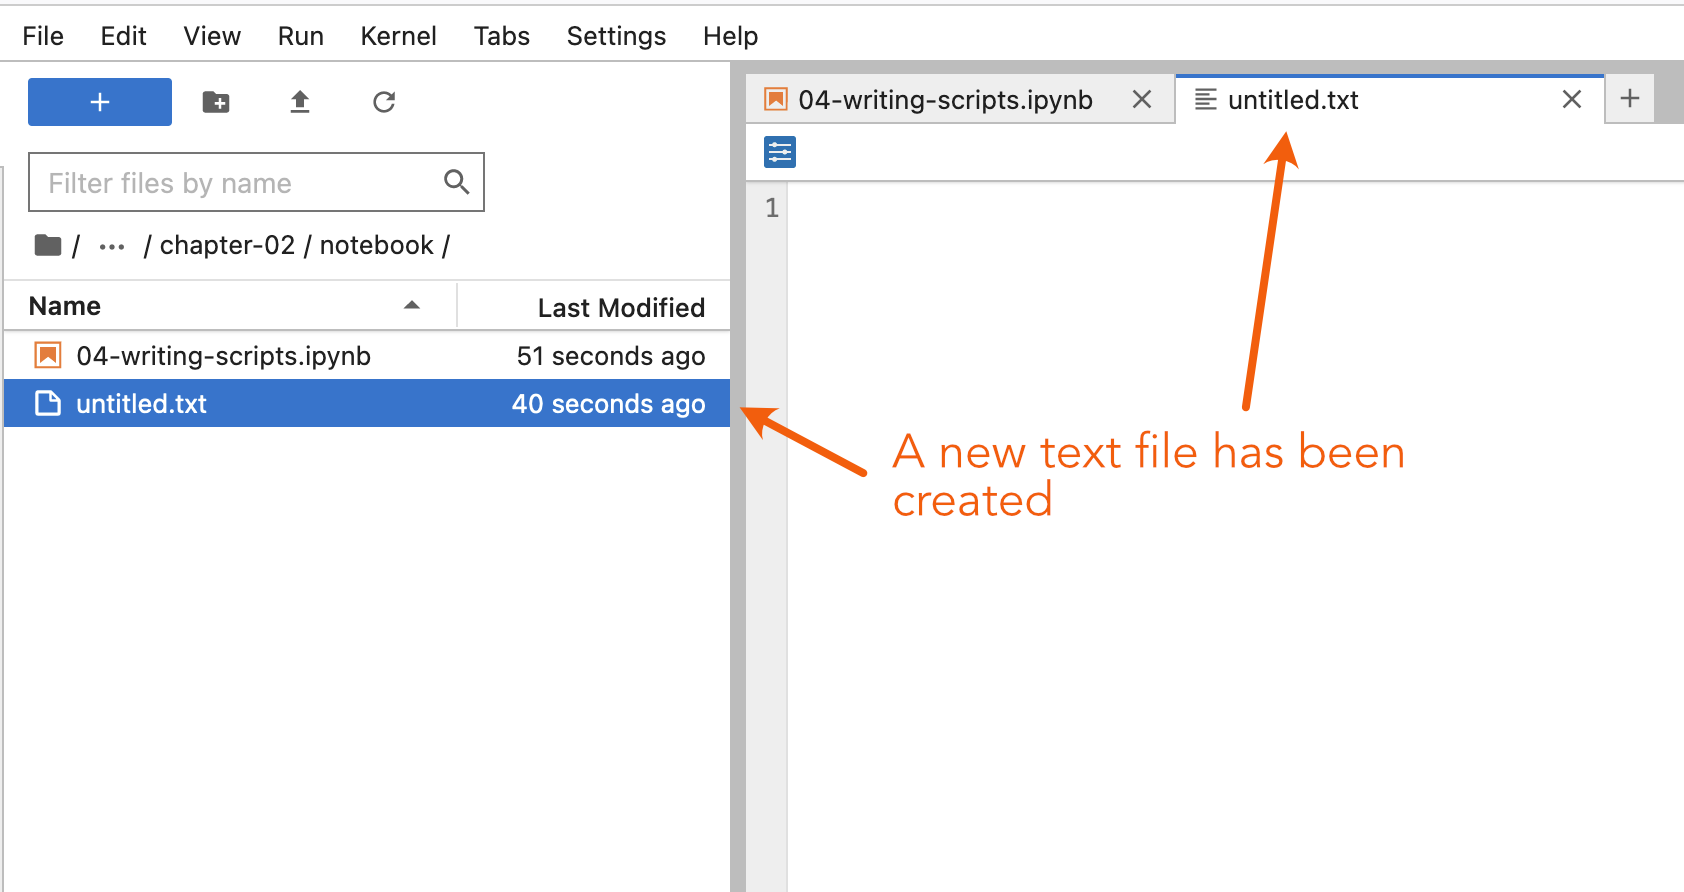 File Edit View Run Kernel Tabs Settings Help
04-writing-scripts.ipynb untitled.txt
Filter files by name
1
/ ... / chapter-02 / notebook /
Name Last Modified
04-writing-scripts.ipynb 51 seconds ago
untitled.txt 40 seconds ago
A new text file has been
created